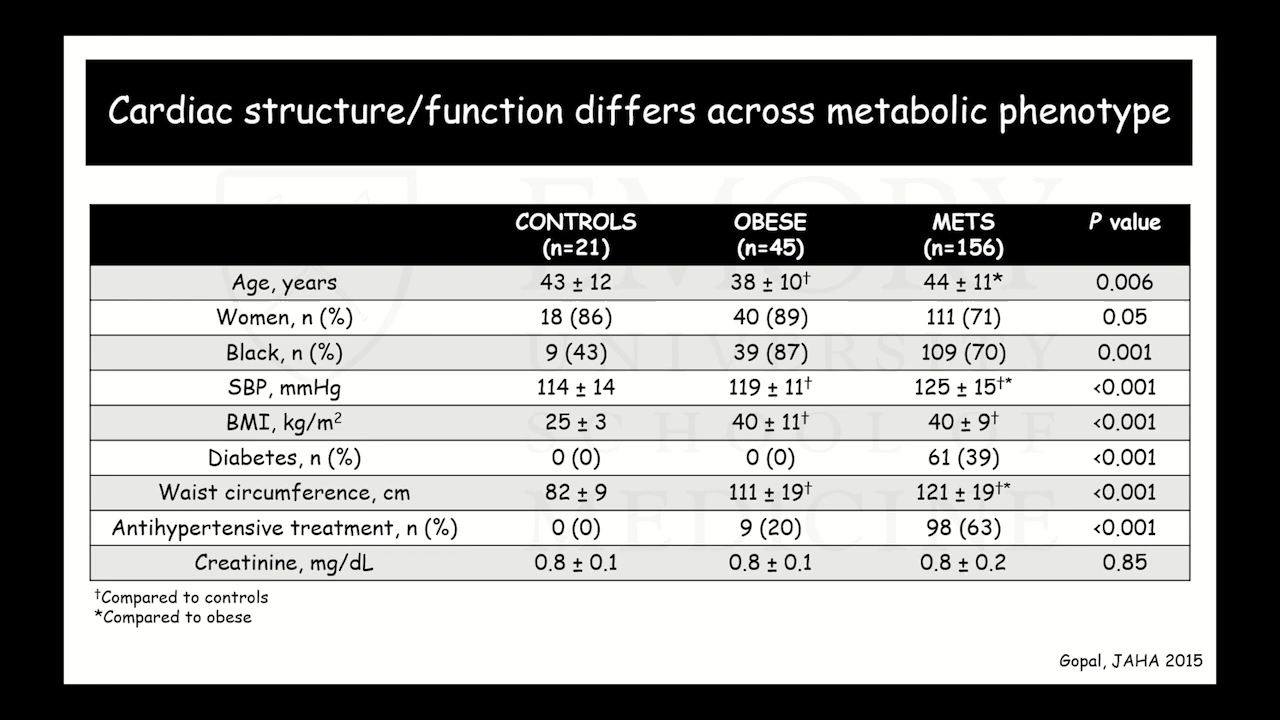 Cardiac structure/function differs across metabolic phenotype
CONTROLS (n=21) OBESE (n=45) METS (n=156) P value
Age, years 43 ± 12 38 ± 10† 44 ± 11* 0.006
Women, n (%) 18 (86) 40 (89) 111 (71) 0.05
Black, n (%) 9 (43) 39 (87) 109 (70) 0.001
SBP, mmHg 114 ± 14 119 ± 11† 125 ± 15†* <0.001
BMI, kg/m² 25 ± 3 40 ± 11† 40 ± 9† <0.001
Diabetes, n (%) 0 (0) 0 (0) 61 (39) <0.001
Waist circumference, cm 82 ± 9 111 ± 19† 121 ± 19†* <0.001
Antihypertensive treatment, n (%) 0 (0) 9 (20) 98 (63) <0.001
Creatinine, mg/dL 0.8 ± 0.1 0.8 ± 0.1 0.8 ± 0.2 0.85
†Compared to controls
*Compared to obese
Gopal, JAHA 2015
EMORY
UNIVERSITY
SCHOOL OF
MEDICINE